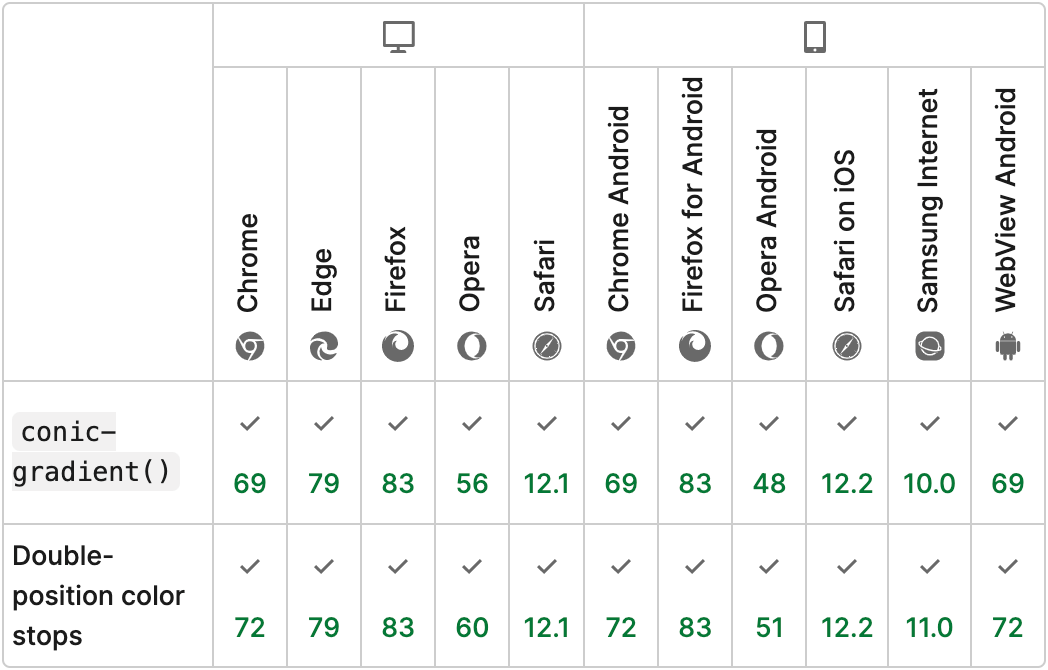 Chrome
Edge
Firefox
Opera
Safari
Chrome Android
Firefox for Android
Opera Android
Safari on iOS
Samsung Internet
WebView Android
conic-
gradient()
69 79 83 56 12.1 69 83 48 12.2 10.0 69
Double-
position color
stops
72 79 83 60 12.1 72 83 51 12.2 11.0 72